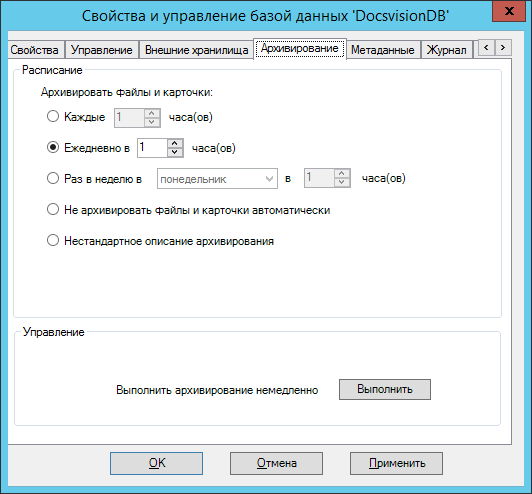 Свойства и управление базой данных 'DocsvisionDB'
Свойства Управление Внешние хранилища Архивирование Метаданные Журнал
Расписание
Архивировать файлы и карточки:
Каждые 1 часа(ов)
Ежедневно в 1 часа(ов)
Раз в неделю в понедельник в 1 часа(ов)
Не архивировать файлы и карточки автоматически
Нестандартное описание архивирования
Управление
Выполнить архивирование немедленно Выполнить
OK Отмена Применить